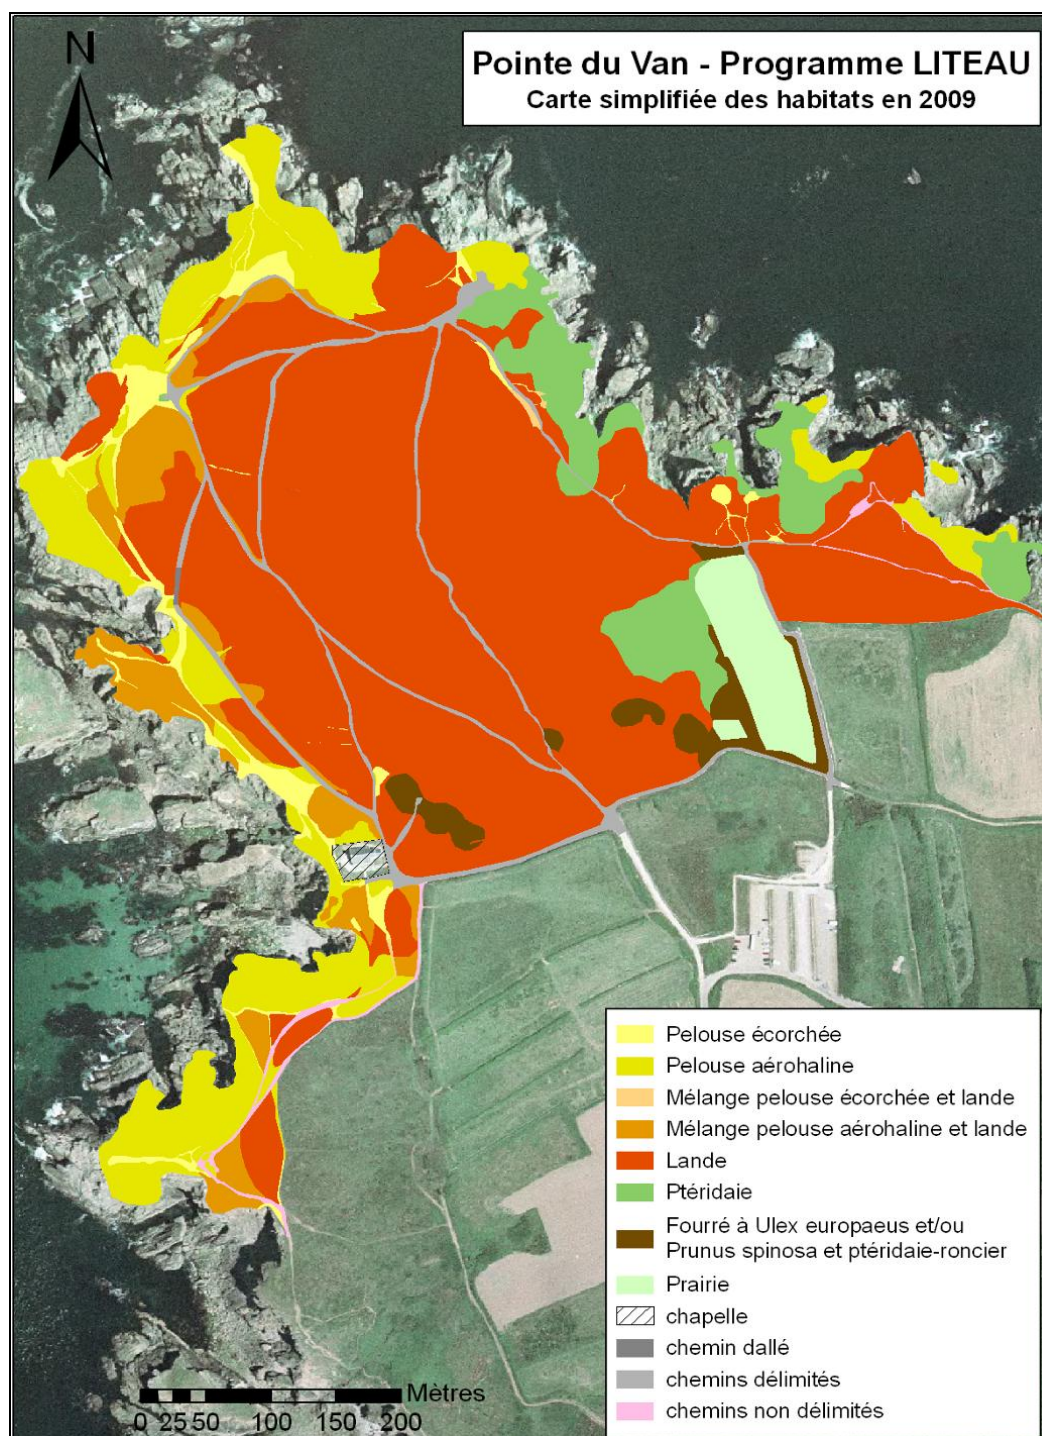 N
Pointe du Van - Programme LITEAU
Carte simplifiée des habitats en 2009
Pelouse écorchée
Pelouse aérohaline
Mélange pelouse écorchée et lande
Mélange pelouse aérohaline et lande
Lande
Ptéridaie
Fourré à Ulex europaeus et/ou
Prunus spinosa et ptéridaie-roncier
Prairie
chapelle
chemin dallé
chemins délimités
chemins non délimités
Mètres
0 25 50 100 150 200